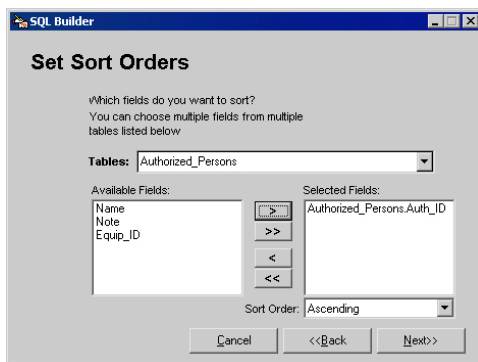 SQL Builder
Set Sort Orders
Which fields do you want to sort?
You can choose multiple fields from multiple
tables listed below
Tables: Authorized_Persons
Available Fields:
Selected Fields:
Name
Note
Equip_ID
>
>>
<
<<
Authorized_Persons.Auth_ID
Sort Order: Ascending
Cancel
<<Back
Next>>